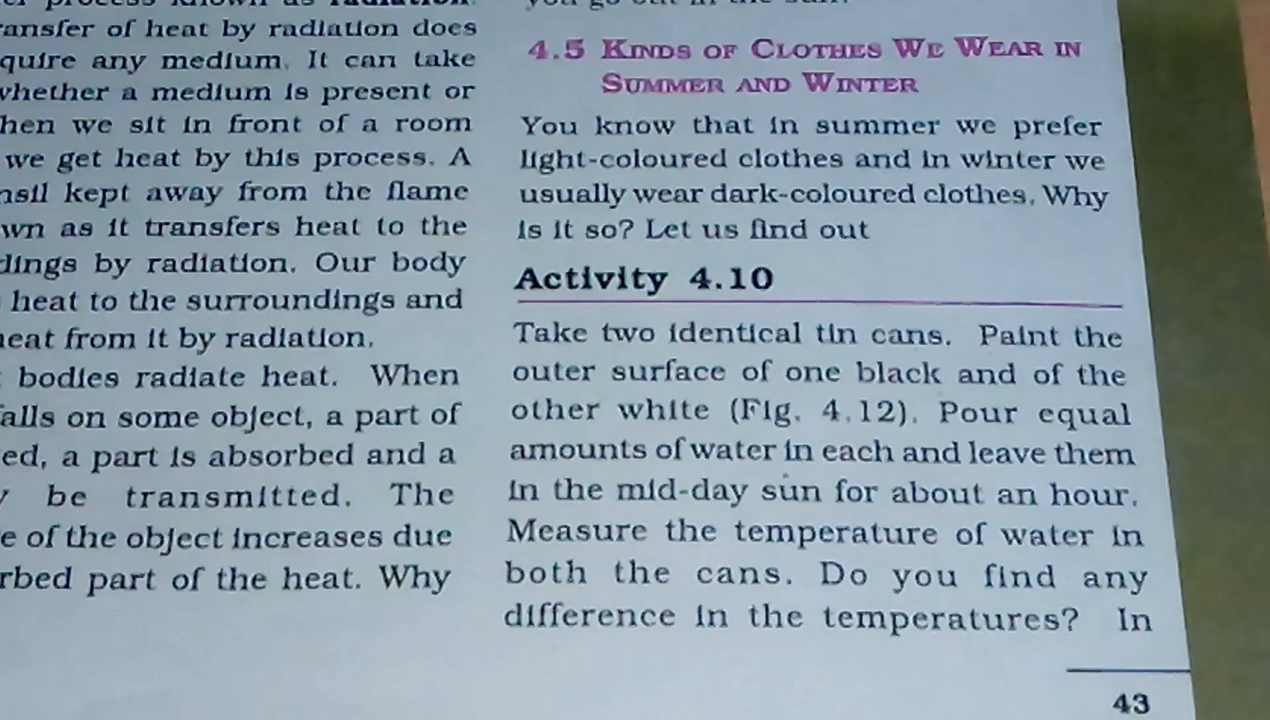 radiation
ansfer of heat by radiation does
quire any medium. It can take
whether a medium is present or
hen we sit in front of a room
we get heat by this process. A
nsil kept away from the flame
wn as it transfers heat to the
dings by radiation. Our body
heat to the surroundings and
heat from it by radiation.
bodies radiate heat. When
alls on some object, a part of
ed, a part is absorbed and a
be transmitted. The
e of the object increases due
rbed part of the heat. Why
4.5 KINDS OF CLOTHES WE WEAR IN
SUMMER AND WINTER
You know that in summer we prefer
light-coloured clothes and in winter we
usually wear dark-coloured clothes. Why
is it so? Let us find out
Activity 4.10
Take two identical tin cans. Paint the
outer surface of one black and of the
other white (Fig. 4.12). Pour equal
amounts of water in each and leave them
in the mid-day sun for about an hour.
Measure the temperature of water in
both the cans. Do you find any
difference in the temperatures? In
43